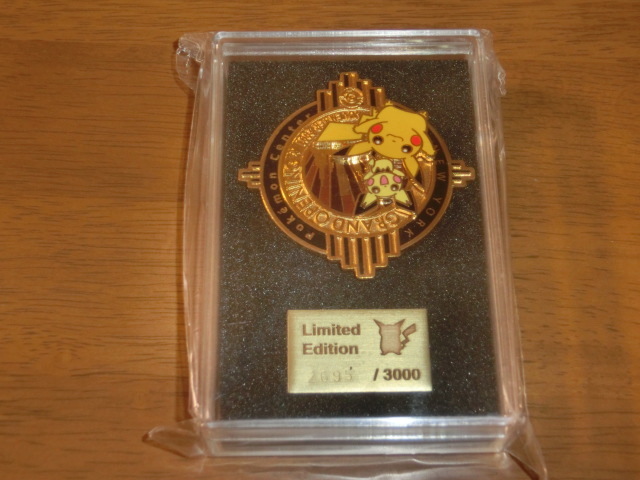 Pokémon Center
NEW YORK
GRAND OPENING
Limited
Edition
/ 3000